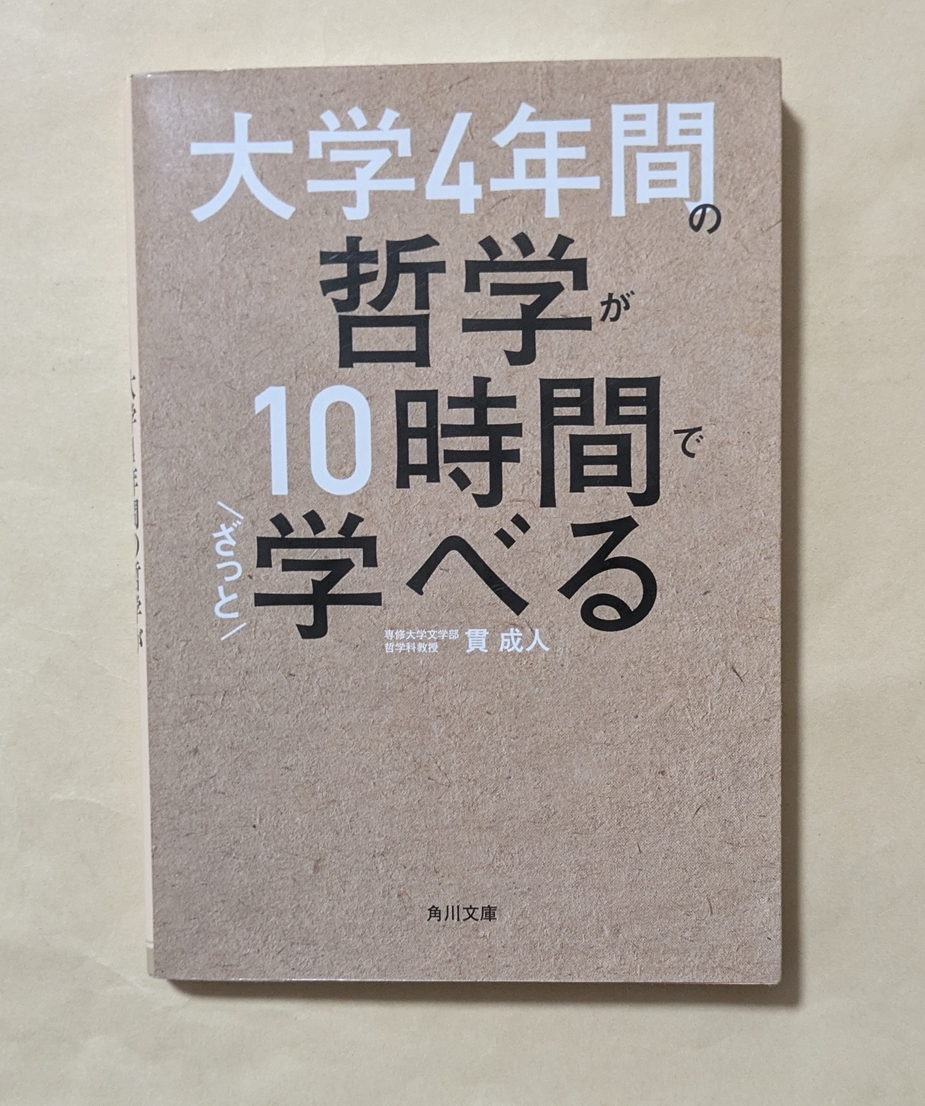 大学4年間の
哲学が
10時間で
ざっと
学べる
専修大学文学部
哲学科教授
貫 成人
角川文庫